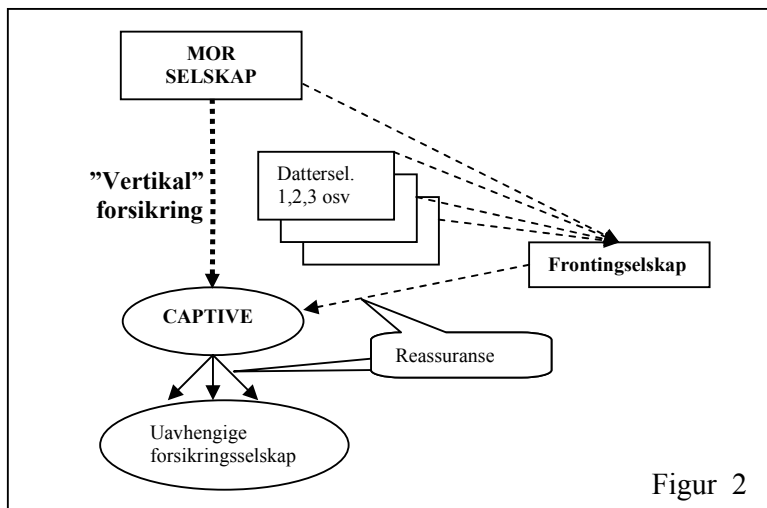 MOR
SELSKAP
”Vertikal”
forsikring
Dattersel.
1,2,3 osv
Frontingselskap
CAPTIVE
Reassuranse
Uavhengige
forsikringsselskap
Figur 2